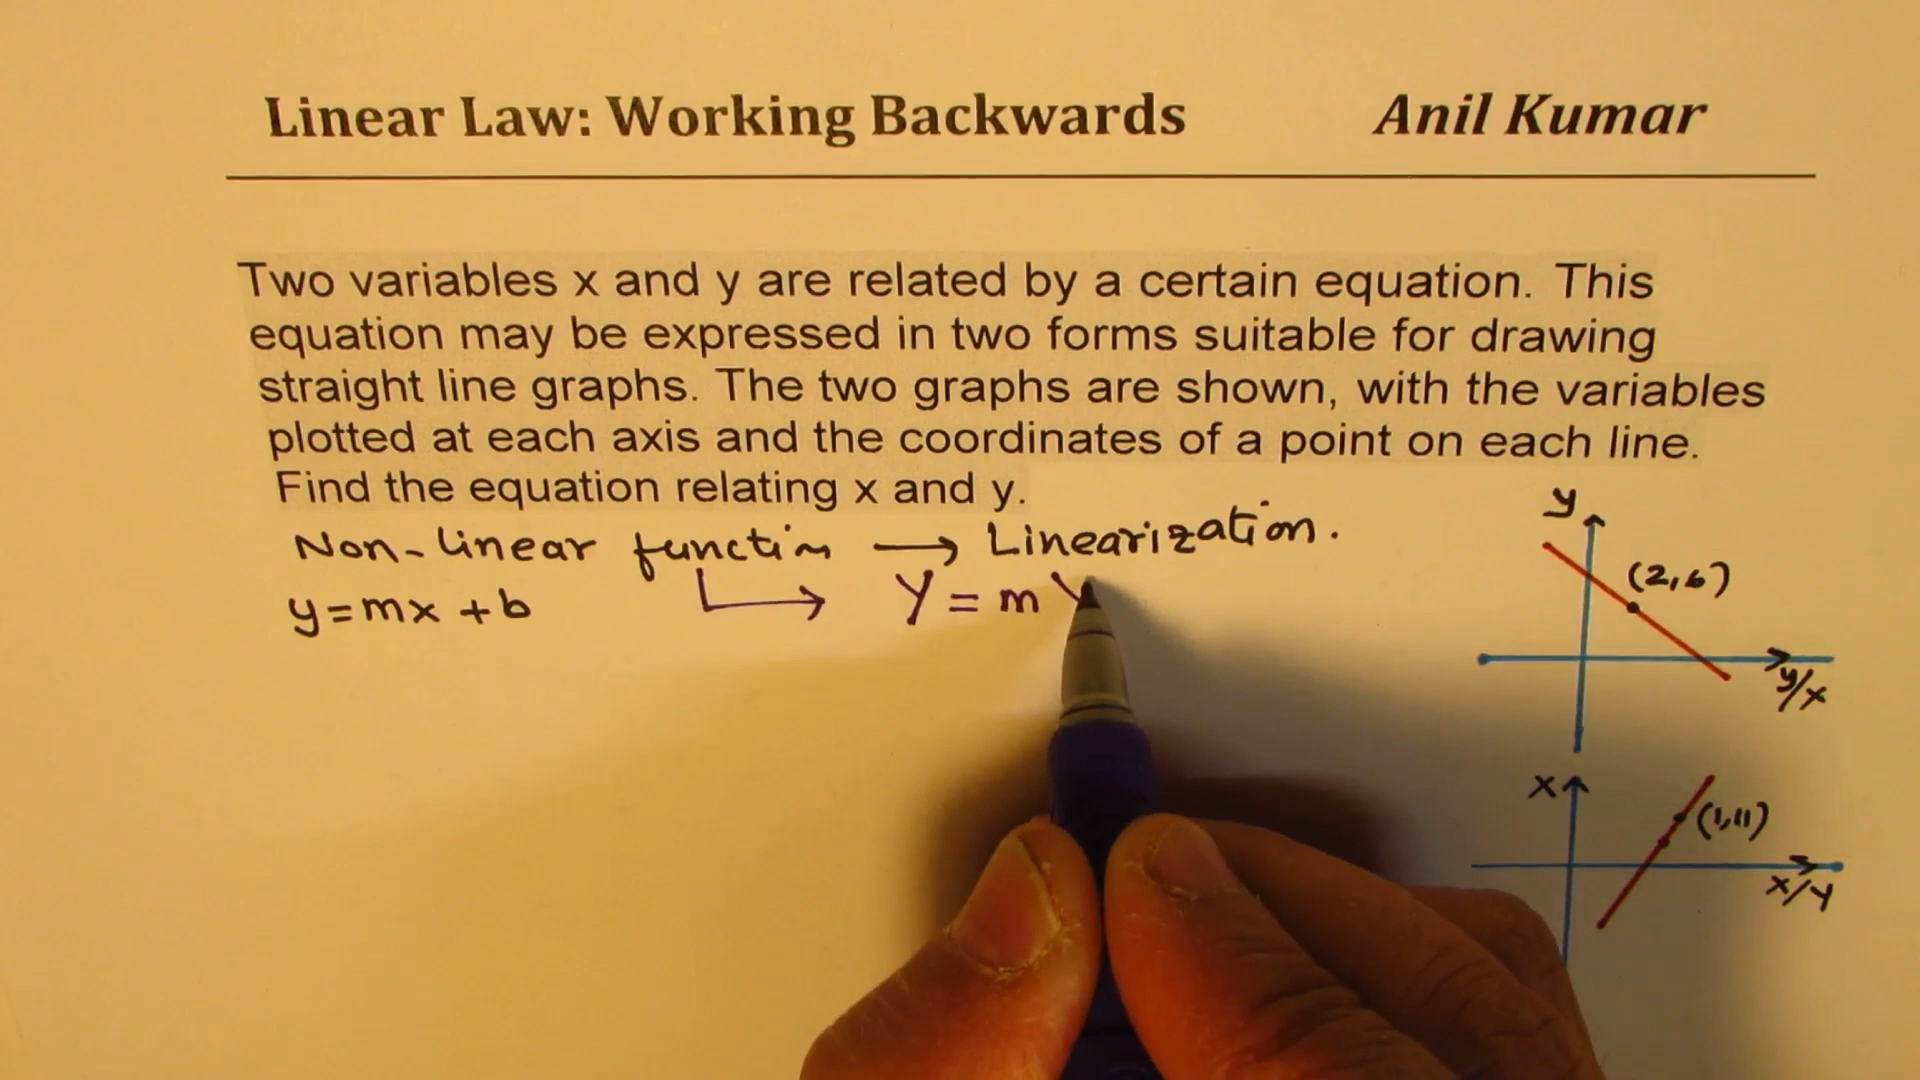 Linear Law: Working Backwards Anil Kumar
Two variables x and y are related by a certain equation. This
equation may be expressed in two forms suitable for drawing
straight line graphs. The two graphs are shown, with the variables
plotted at each axis and the coordinates of a point on each line.
Find the equation relating x and y.
Non-linear function → Linearization.
y=mx+b → Y = m
y
(2,6)
y/x
x
(1,11)
x/y